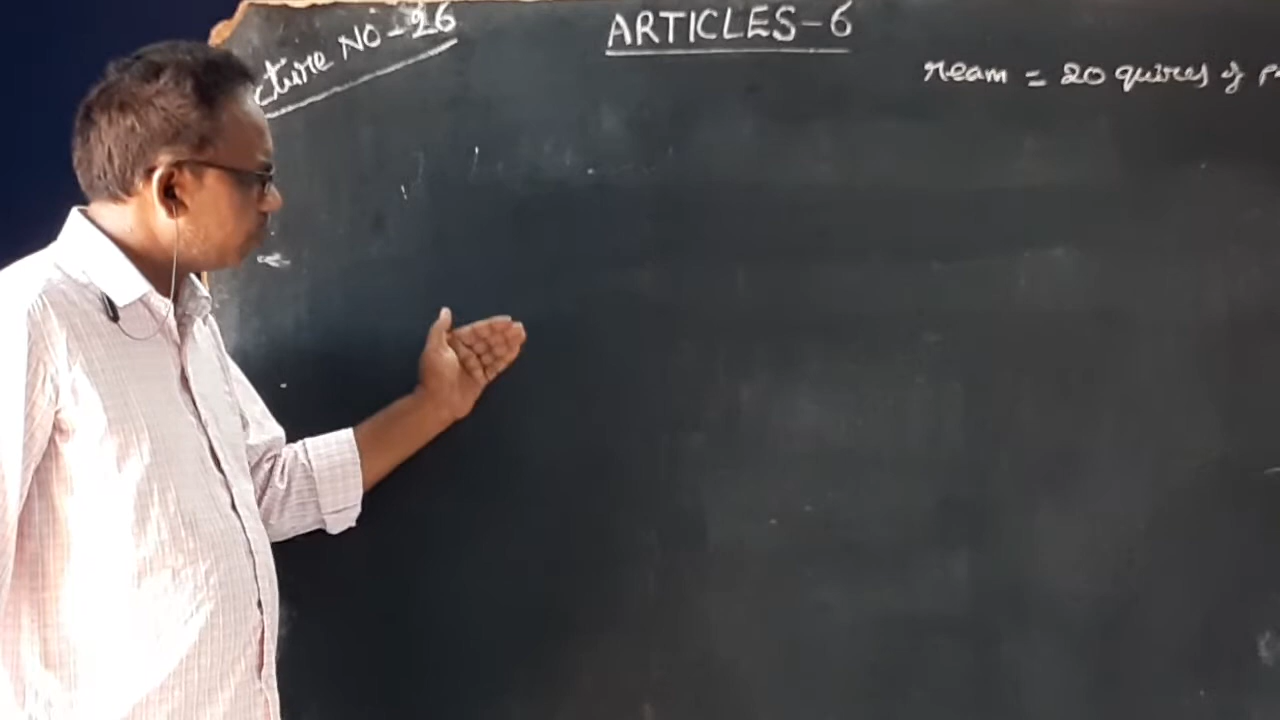 cture No - 26
ARTICLES - 6
ream = 20 quires of